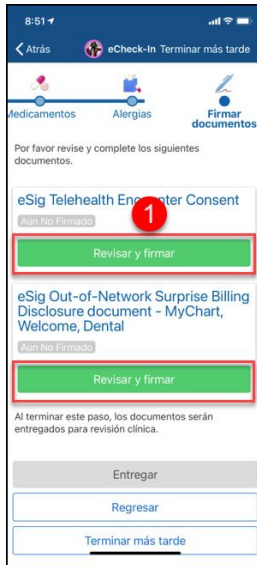 8:51
Atrás eCheck-In Terminar más tarde
Medicamentos Alergias Firmar
documentos
Por favor revise y complete los siguientes
documentos.
eSig Telehealth Encounter Consent
Aún No Firmado
1
Revisar y firmar
eSig Out-of-Network Surprise Billing
Disclosure document - MyChart,
Welcome, Dental
Aún No Firmado
Revisar y firmar
Al terminar este paso, los documentos serán
entregados para revisión clínica.
Entregar
Regresar
Terminar más tarde